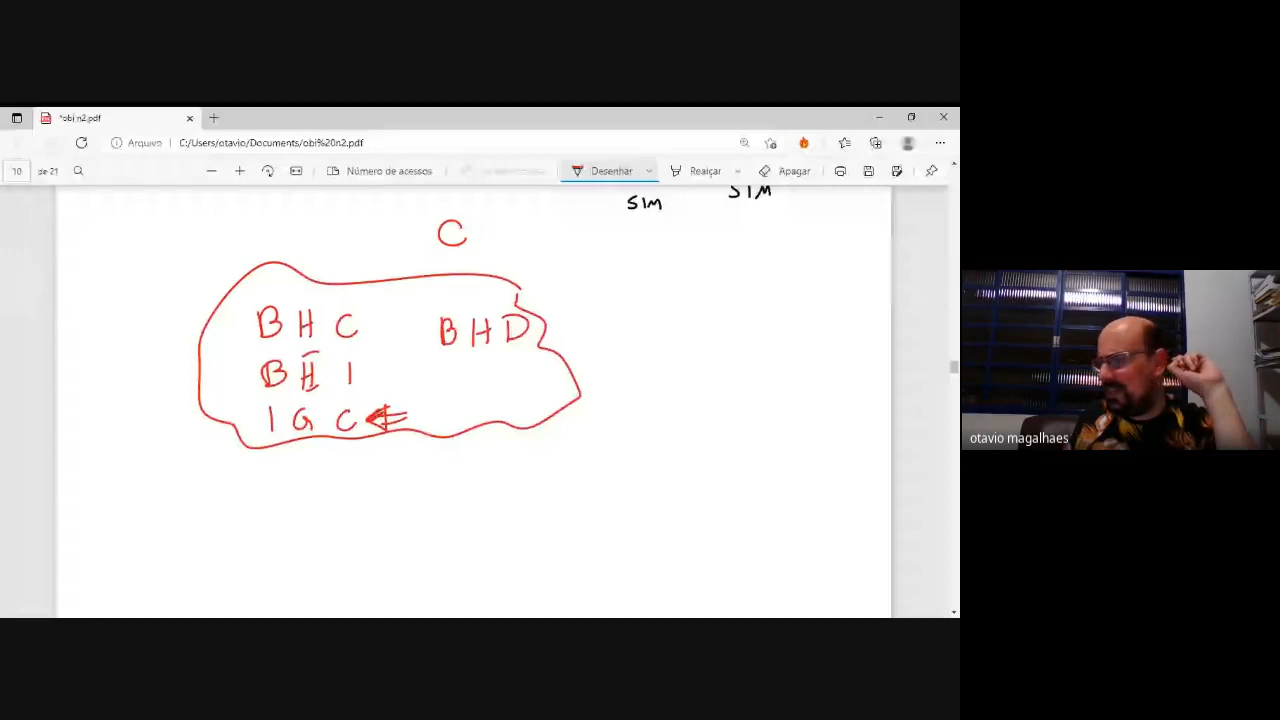 *obi n2.pdf
Arquivo C:/Users/otavio/Documents/obi%20n2.pdf
10 de 21 Número de acessos Desenhar Realçar Apagar
SIM SIM
C
B H C B H D
B H I
I G C
otavio magalhaes